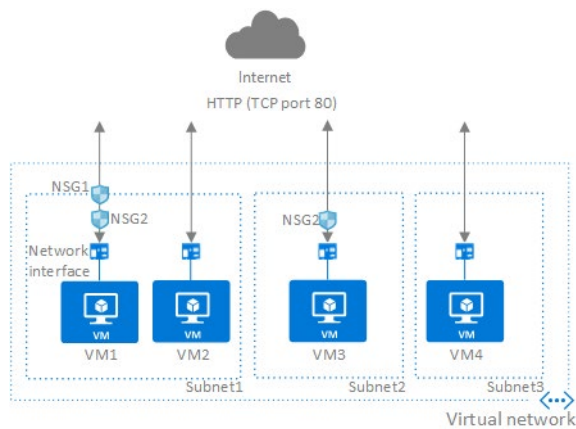 Internet
HTTP (TCP port 80)
NSG1
NSG2
NSG2
Network
interface
VM
VM
VM
VM
VM1
VM2
VM3
VM4
Subnet1
Subnet2
Subnet3
Virtual network